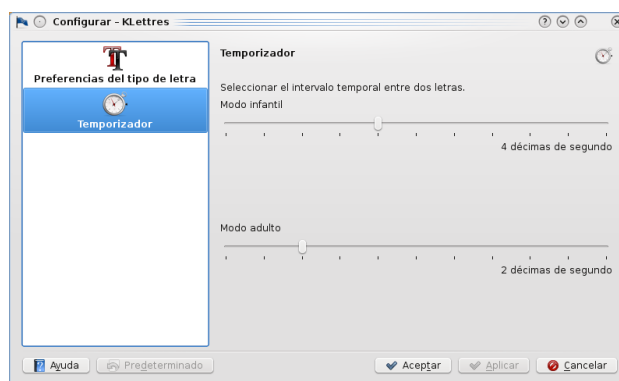 Configurar – KLettres
Preferencias del tipo de letra
Temporizador
Temporizador
Seleccionar el intervalo temporal entre dos letras.
Modo infantil
4 décimas de segundo
Modo adulto
2 décimas de segundo
Ayuda
Predeterminado
Aceptar
Aplicar
Cancelar